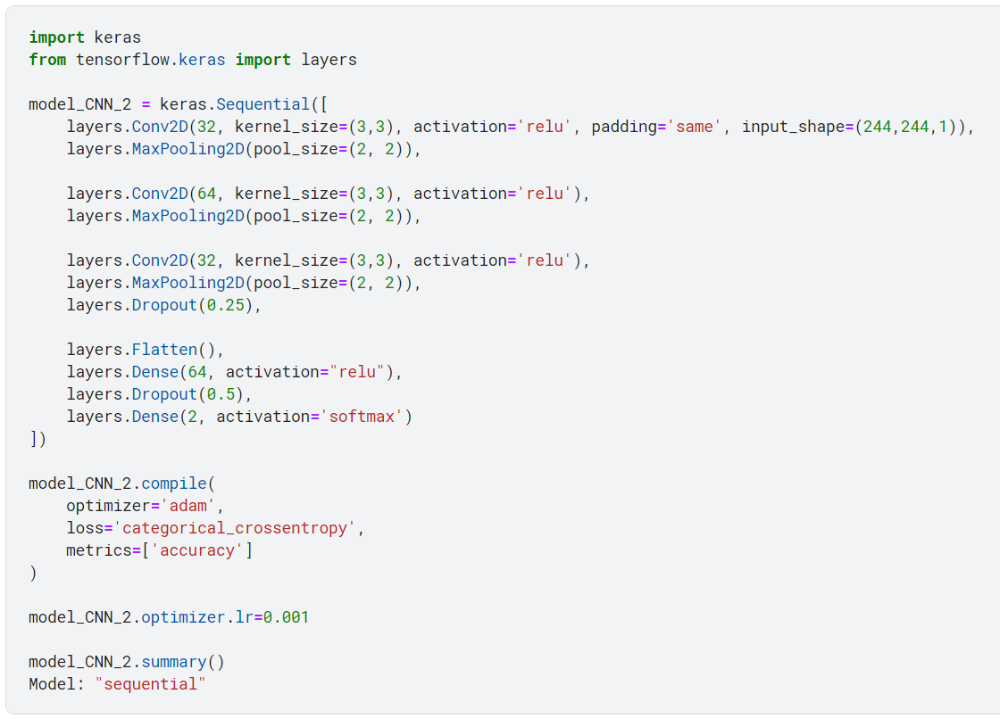 import keras
from tensorflow.keras import layers

model_CNN_2 = keras.Sequential([
    layers.Conv2D(32, kernel_size=(3,3), activation='relu', padding='same', input_shape=(244,244,1)),
    layers.MaxPooling2D(pool_size=(2, 2)),

    layers.Conv2D(64, kernel_size=(3,3), activation='relu'),
    layers.MaxPooling2D(pool_size=(2, 2)),

    layers.Conv2D(32, kernel_size=(3,3), activation='relu'),
    layers.MaxPooling2D(pool_size=(2, 2)),
    layers.Dropout(0.25),

    layers.Flatten(),
    layers.Dense(64, activation="relu"),
    layers.Dropout(0.5),
    layers.Dense(2, activation='softmax')
])

model_CNN_2.compile(
    optimizer='adam',
    loss='categorical_crossentropy',
    metrics=['accuracy']
)

model_CNN_2.optimizer.lr=0.001

model_CNN_2.summary()
Model: "sequential"